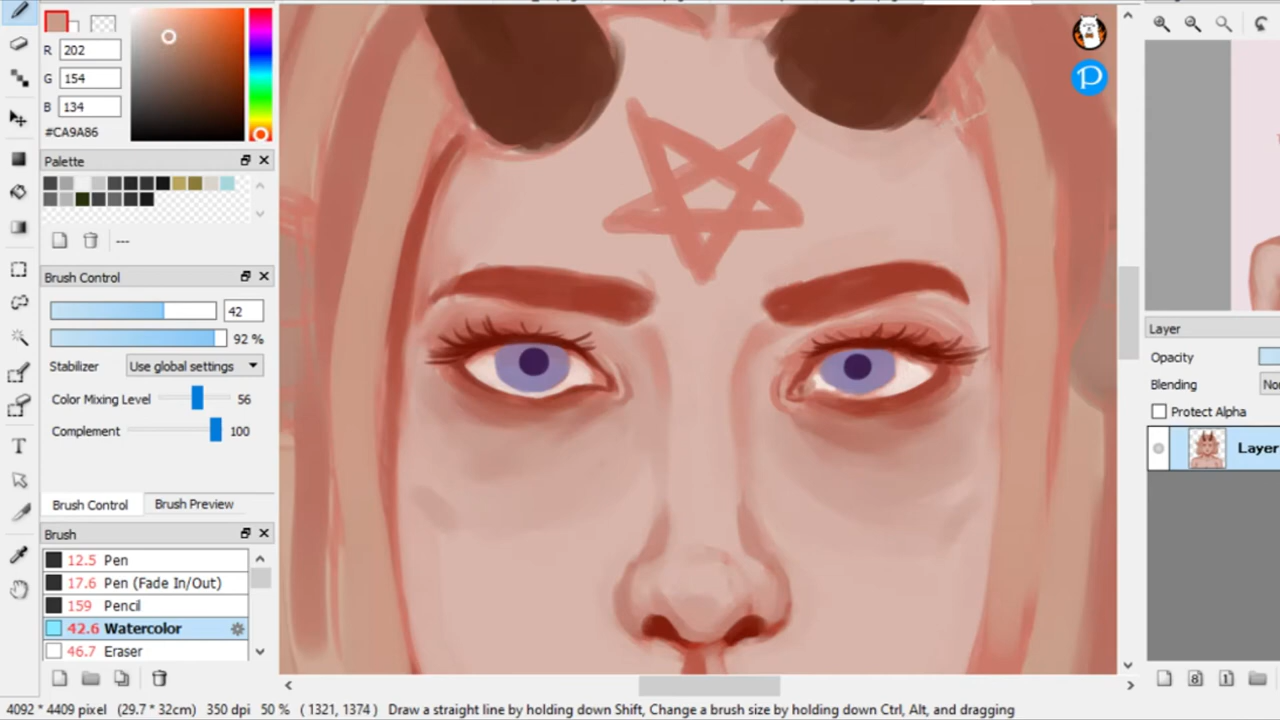 R 202
G 154
B 134
#CA9A86
Palette
---
Brush Control
42
92 %
Stabilizer Use global settings
Color Mixing Level 56
Complement 100
Brush Control Brush Preview
Brush
12.5 Pen
17.6 Pen (Fade In/Out)
159 Pencil
42.6 Watercolor
46.7 Eraser
T
P
Layer
Opacity
Blending No
Protect Alpha
Layer
8 1
4092 * 4409 pixel (29.7 * 32cm) 350 dpi 50 % ( 1321, 1374 ) Draw a straight line by holding down Shift, Change a brush size by holding down Ctrl, Alt, and dragging